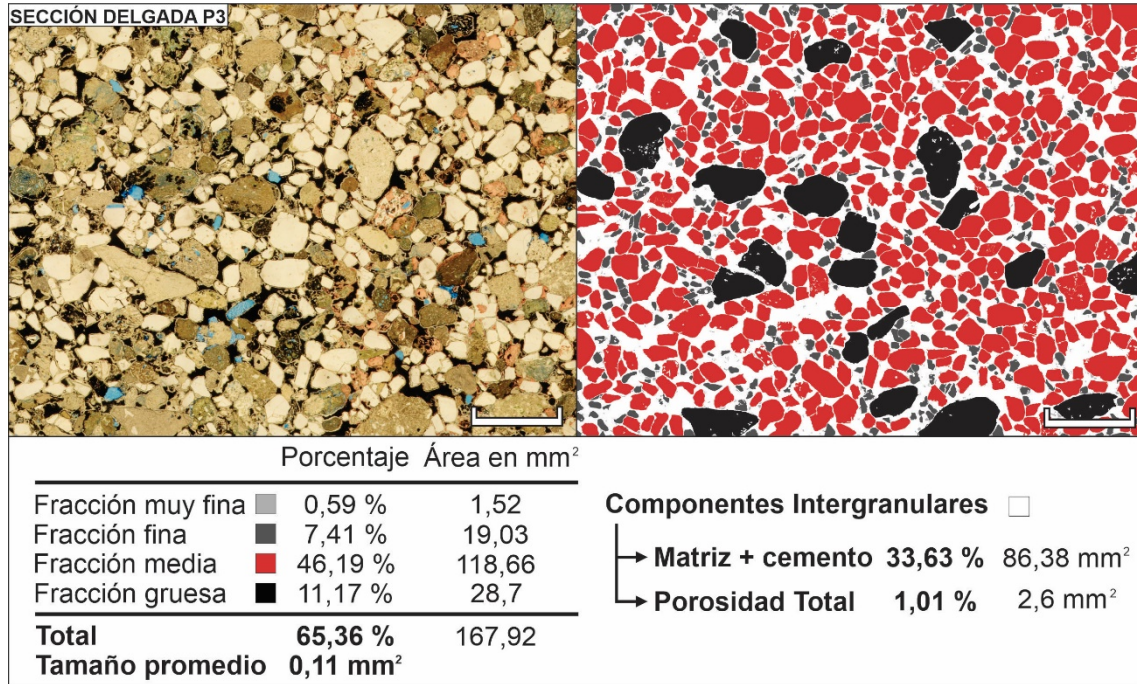 SECCIÓN DELGADA P3
Porcentaje Área en mm²
Fracción muy fina 0,59 % 1,52
Fracción fina 7,41 % 19,03
Fracción media 46,19 % 118,66
Fracción gruesa 11,17 % 28,7
Total 65,36 % 167,92
Tamaño promedio 0,11 mm²
Componentes Intergranulares
Matriz + cemento 33,63 % 86,38 mm²
Porosidad Total 1,01 % 2,6 mm²